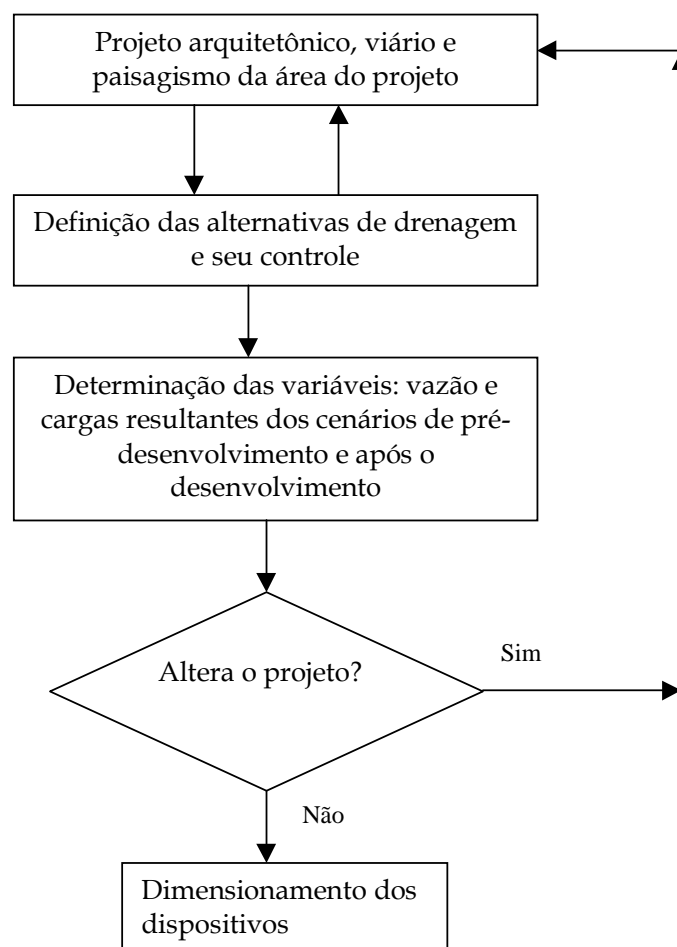 Projeto arquitetônico, viário e
paisagismo da área do projeto
Definição das alternativas de drenagem
e seu controle
Determinação das variáveis: vazão e
cargas resultantes dos cenários de pré-
desenvolvimento e após o
desenvolvimento
Altera o projeto?
Sim
Não
Dimensionamento dos
dispositivos